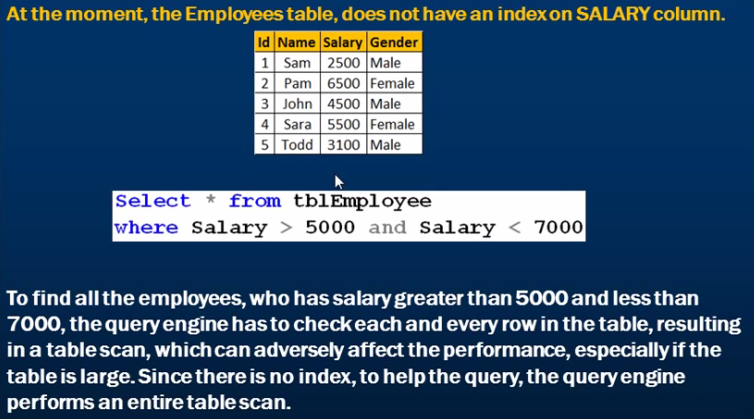 At the moment, the Employees table, does not have an index on SALARY column.
Id Name Salary Gender
1 Sam 2500 Male
2 Pam 6500 Female
3 John 4500 Male
4 Sara 5500 Female
5 Todd 3100 Male
Select * from tblEmployee
where Salary > 5000 and Salary < 7000
To find all the employees, who has salary greater than 5000 and less than
7000, the query engine has to check each and every row in the table, resulting
in a table scan, which can adversely affect the performance, especially if the
table is large. Since there is no index, to help the query, the query engine
performs an entire table scan.